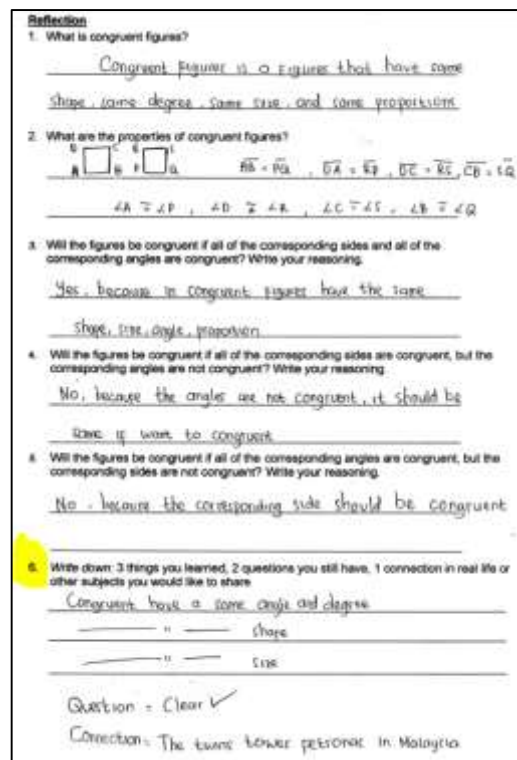 Reflection
1. What is congruent figures?
Congruent figures is a figures that have same
shape, same degree, same size, and same proportions
2. What are the properties of congruent figures?
D C R S
A B P Q
AB = PQ , DA = RP , DC = RS , CB = SQ
∠A ≅ ∠P , ∠D ≅ ∠R , ∠C ≅ ∠S , ∠B ≅ ∠Q
3. Will the figures be congruent if all of the corresponding sides and all of the
corresponding angles are congruent? Write your reasoning.
Yes, because in congruent figures have the same
shape, size, angle, proportion
4. Will the figures be congruent if all of the corresponding sides are congruent, but the
corresponding angles are not congruent? Write your reasoning
No, because the angles are not congruent, it should be
same if want to congruent
5. Will the figures be congruent if all of the corresponding angles are congruent, but the
corresponding sides are not congruent? Write your reasoning.
No, because the corresponding side should be congruent
6. Write down: 3 things you learned, 2 questions you still have, 1 connection in real life or
other subjects you would like to share
Congruent have a same angle and degree
—— " —— shape
—— " —— size
Question = Clear ✓
Connection = The twins tower petronas in Malaysia